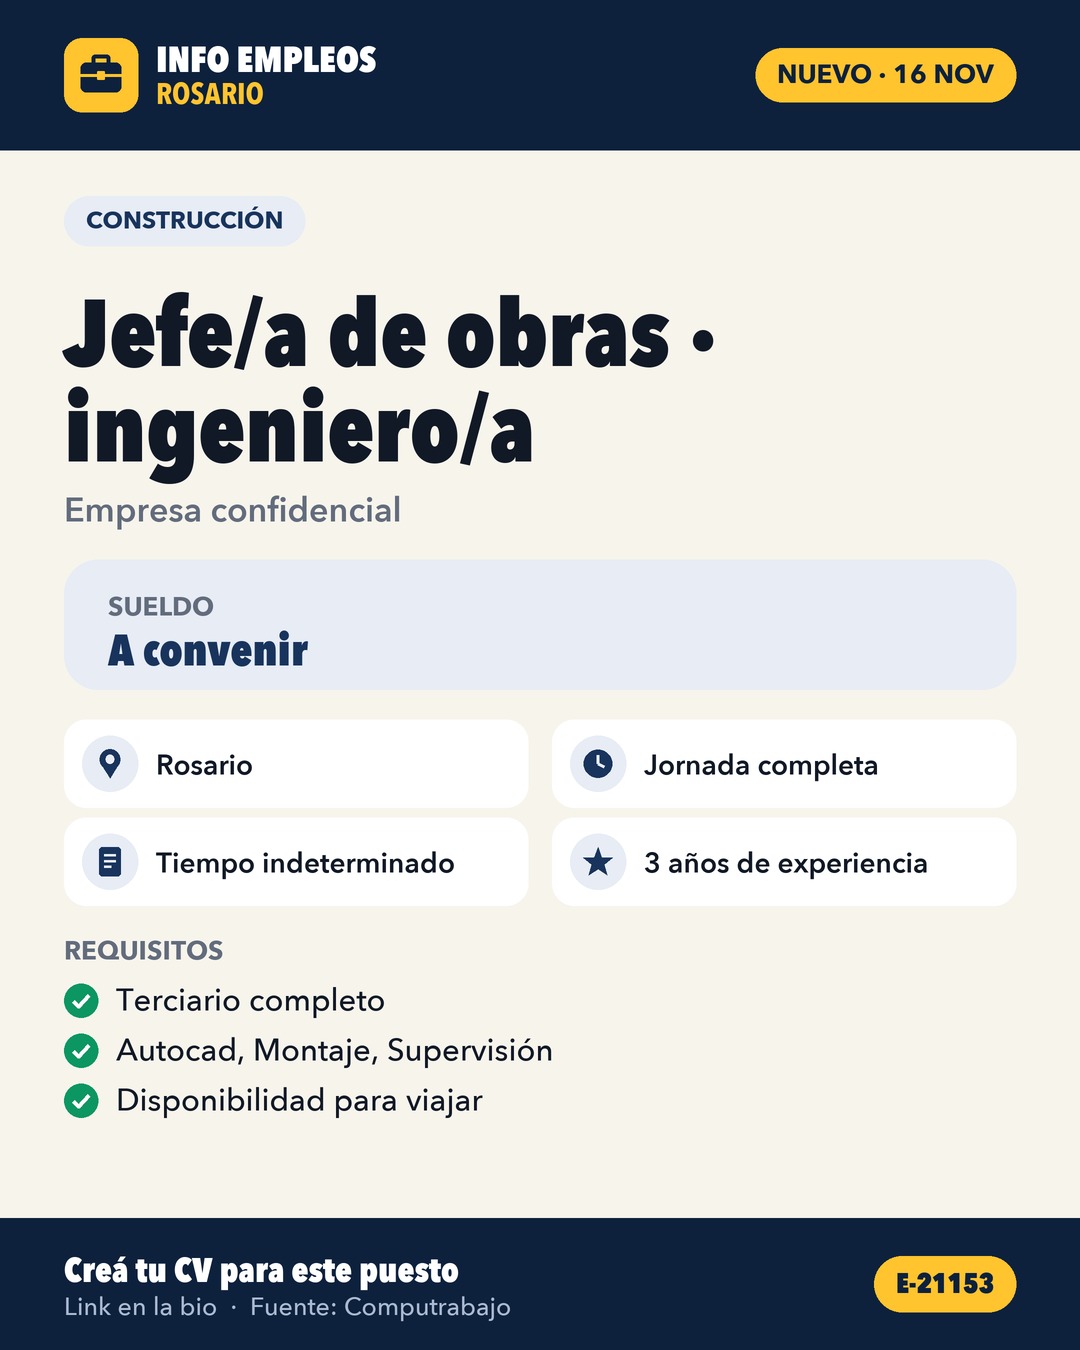 INFO EMPLEOS
ROSARIO
NUEVO · 16 NOV
CONSTRUCCIÓN
Jefe/a de obras ·
ingeniero/a
Empresa confidencial
SUELDO
A convenir
Rosario
Jornada completa
Tiempo indeterminado
3 años de experiencia
REQUISITOS
Terciario completo
Autocad, Montaje, Supervisión
Disponibilidad para viajar
Creá tu CV para este puesto
Link en la bio · Fuente: Computrabajo
E-21153